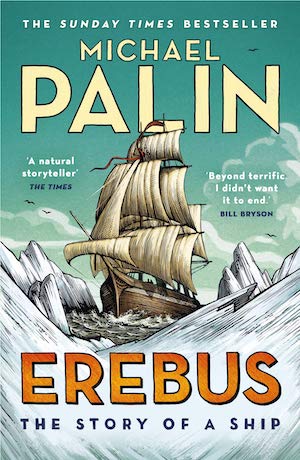 THE SUNDAY TIMES BESTSELLER
MICHAEL
PALIN
'A natural
storyteller'
THE TIMES
'Beyond terrific.
I didn't want
it to end.'
BILL BRYSON
EREBUS
THE STORY OF A SHIP